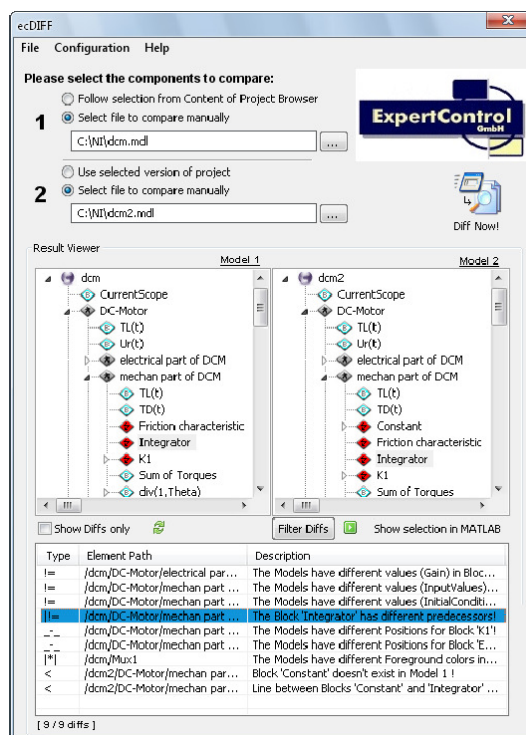 ecDIFF
File Configuration Help
Please select the components to compare:
Follow selection from Content of Project Browser
1
Select file to compare manually
C:\NI\dcm.mdl
...
ExpertControl
GmbH
Use selected version of project
2
Select file to compare manually
C:\NI\dcm2.mdl
...
Diff Now!
Result Viewer
Model 1
Model 2
dcm
CurrentScope
DC-Motor
TL(t)
Ur(t)
electrical part of DCM
mechan part of DCM
TL(t)
TD(t)
Friction characteristic
Integrator
K1
Sum of Torques
div(1,Theta)
dcm2
CurrentScope
DC-Motor
TL(t)
Ur(t)
electrical part of DCM
mechan part of DCM
TL(t)
TD(t)
Constant
Friction characteristic
Integrator
K1
Sum of Torques
Show Diffs only
Filter Diffs
Show selection in MATLAB
Type Element Path Description
!= /dcm/DC-Motor/electrical par... The Models have different values (Gain) in Bloc...
!= /dcm/DC-Motor/mechan part ... The Models have different values (InputValues)...
!= /dcm/DC-Motor/mechan part ... The Models have different values (InitialConditi...
|!= /dcm/DC-Motor/mechan part ... The Block 'Integrator' has different predecessors!
_-_ /dcm/DC-Motor/mechan part ... The Models have different Positions for Block 'K1'!
_-_ /dcm/DC-Motor/mechan part ... The Models have different Positions for Block 'E...
|*| /dcm/Mux1 The Models have different Foreground colors in...
< /dcm2/DC-Motor/mechan par... Block 'Constant' doesn't exist in Model 1 !
< /dcm2/DC-Motor/mechan par... Line between Blocks 'Constant' and 'Integrator' ...
[ 9 / 9 diffs ]